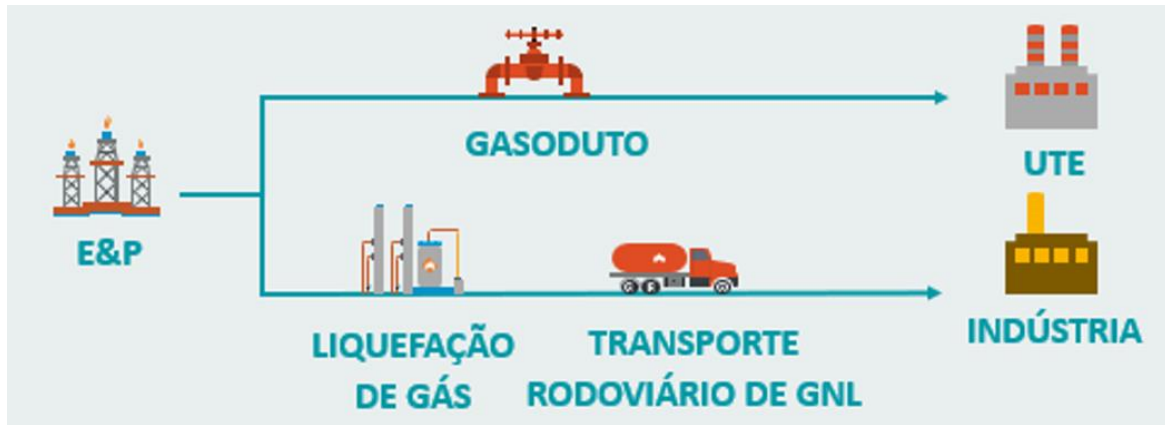 GASODUTO
UTE
E&P
LIQUEFAÇÃO
DE GÁS
TRANSPORTE
RODOVIÁRIO DE GNL
INDÚSTRIA